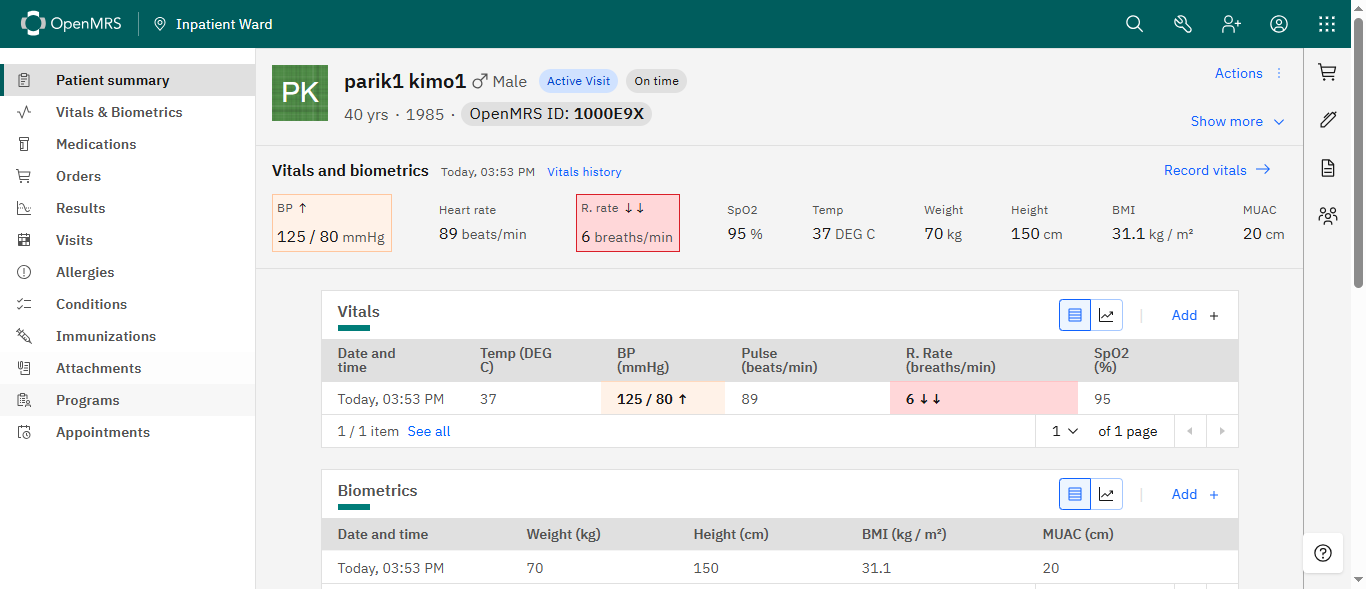 OpenMRS Inpatient Ward
Patient summary
Vitals & Biometrics
Medications
Orders
Results
Visits
Allergies
Conditions
Immunizations
Attachments
Programs
Appointments
PK
parik1 kimo1 Male Active Visit On time
40 yrs · 1985 · OpenMRS ID: 1000E9X
Actions
Show more
Vitals and biometrics Today, 03:53 PM Vitals history Record vitals
BP ↑ Heart rate R. rate ↓↓ SpO2 Temp Weight Height BMI MUAC
125 / 80 mmHg 89 beats/min 6 breaths/min 95 % 37 DEG C 70 kg 150 cm 31.1 kg / m² 20 cm
Vitals Add +
Date and time Temp (DEG C) BP (mmHg) Pulse (beats/min) R. Rate (breaths/min) SpO2 (%)
Today, 03:53 PM 37 125 / 80 ↑ 89 6 ↓↓ 95
1 / 1 item See all 1 of 1 page
Biometrics Add +
Date and time Weight (kg) Height (cm) BMI (kg / m²) MUAC (cm)
Today, 03:53 PM 70 150 31.1 20